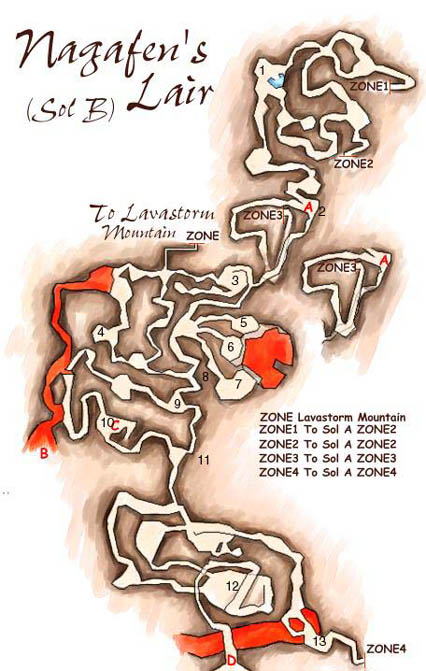 Nagafen's
(Sol B) Lair
1
ZONE1
ZONE2
ZONE3 A 2
To Lavastorm
Mountain ZONE
ZONE3 A
3
4
5
6
7
8
9
10 C
B
11
ZONE Lavastorm Mountain
ZONE1 To Sol A ZONE2
ZONE2 To Sol A ZONE2
ZONE3 To Sol A ZONE3
ZONE4 To Sol A ZONE4
12
13
ZONE4
D